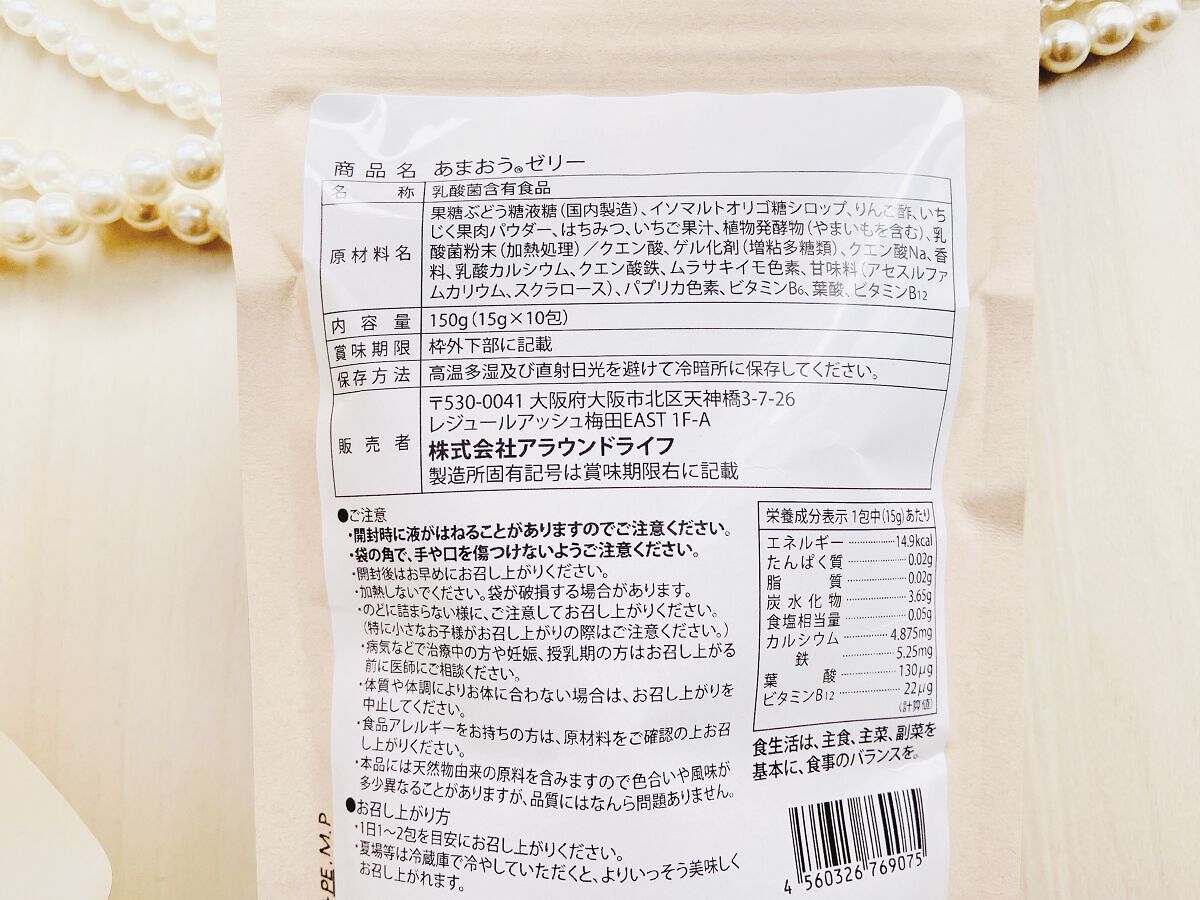 商品名 あまおう®ゼリー
名称 乳酸菌含有食品
原材料名 果糖ぶどう糖液糖(国内製造)、イソマルトオリゴ糖シロップ、りんご酢、いち
じく果肉パウダー、はちみつ、いちご果汁、植物発酵物(やまいもを含む)、乳
酸菌粉末(加熱処理)/クエン酸、ゲル化剤(増粘多糖類)、クエン酸Na、香
料、乳酸カルシウム、クエン酸鉄、ムラサキイモ色素、甘味料(アセスルファ
ムカリウム、スクラロース)、パプリカ色素、ビタミンB6、葉酸、ビタミンB12
内容量 150g(15g×10包)
賞味期限 枠外下部に記載
保存方法 高温多湿及び直射日光を避けて冷暗所に保存してください。
販売者 〒530-0041 大阪府大阪市北区天神橋3-7-26
レジュールアッシュ梅田EAST 1F-A
株式会社アラウンドライフ
製造所固有記号は賞味期限右に記載
●ご注意
・開封時に液がはねることがありますのでご注意ください。
・袋の角で、手や口を傷つけないようご注意ください。
・開封後はお早めにお召し上がりください。
・加熱しないでください。袋が破損する場合があります。
・のどに詰まらない様に、ご注意してお召し上がりください。
(特に小さなお子様がお召し上がりの際はご注意ください。)
・病気などで治療中の方や妊娠、授乳期の方はお召し上がる
前に医師にご相談ください。
・体質や体調によりお体に合わない場合は、お召し上がりを
中止してください。
・食品アレルギーをお持ちの方は、原材料をご確認の上お召
し上がりください。
・本品には天然物由来の原料を含みますので色合いや風味が
多少異なることがありますが、品質にはなんら問題ありません。
●お召し上がり方
・1日1〜2包を目安にお召し上がりください。
・夏場等は冷蔵庫で冷やしていただくと、よりいっそう美味しく
お召し上がれます。
栄養成分表示 1包中(15g)あたり
エネルギー 14.9kcal
たんぱく質 0.02g
脂質 0.02g
炭水化物 3.65g
食塩相当量 0.05g
カルシウム 4.875mg
鉄 5.25mg
葉酸 130μg
ビタミンB12 22μg
(計算値)
食生活は、主食、主菜、副菜を
基本に、食事のバランスを。
4 560326 769075
PE, M, P